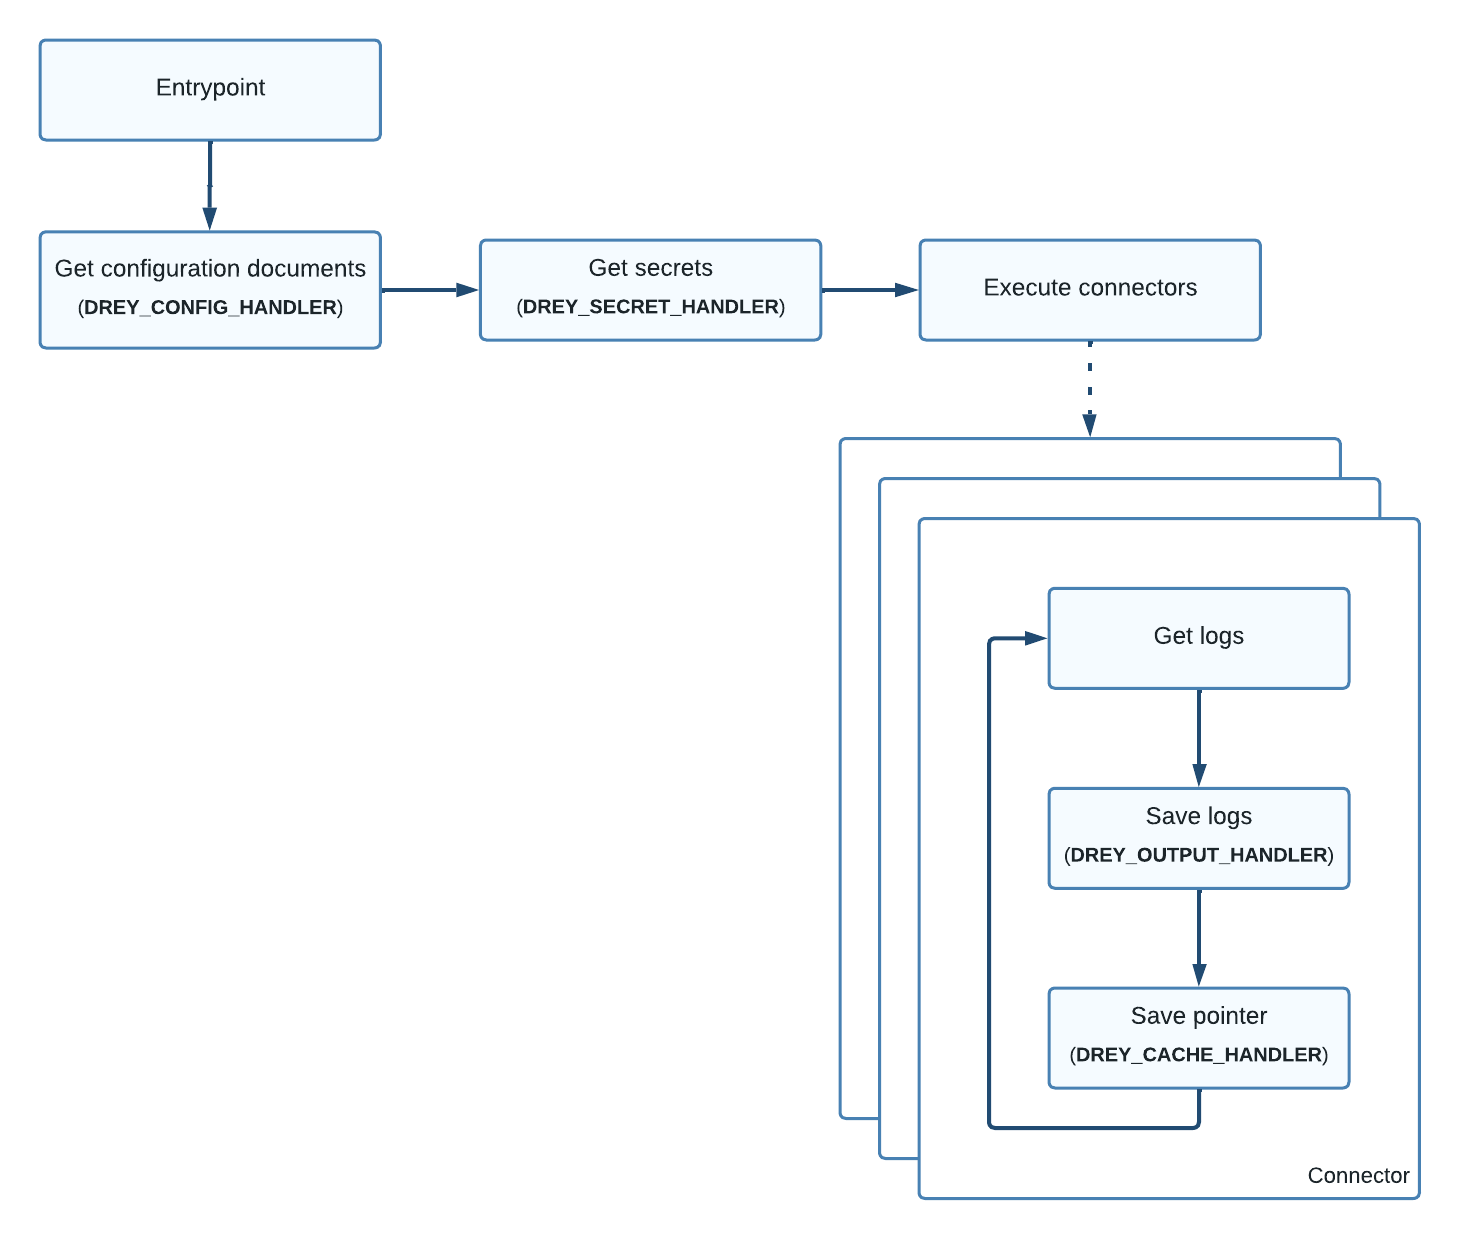 Entrypoint
Get configuration documents
(DREY_CONFIG_HANDLER)
Get secrets
(DREY_SECRET_HANDLER)
Execute connectors
Get logs
Save logs
(DREY_OUTPUT_HANDLER)
Save pointer
(DREY_CACHE_HANDLER)
Connector